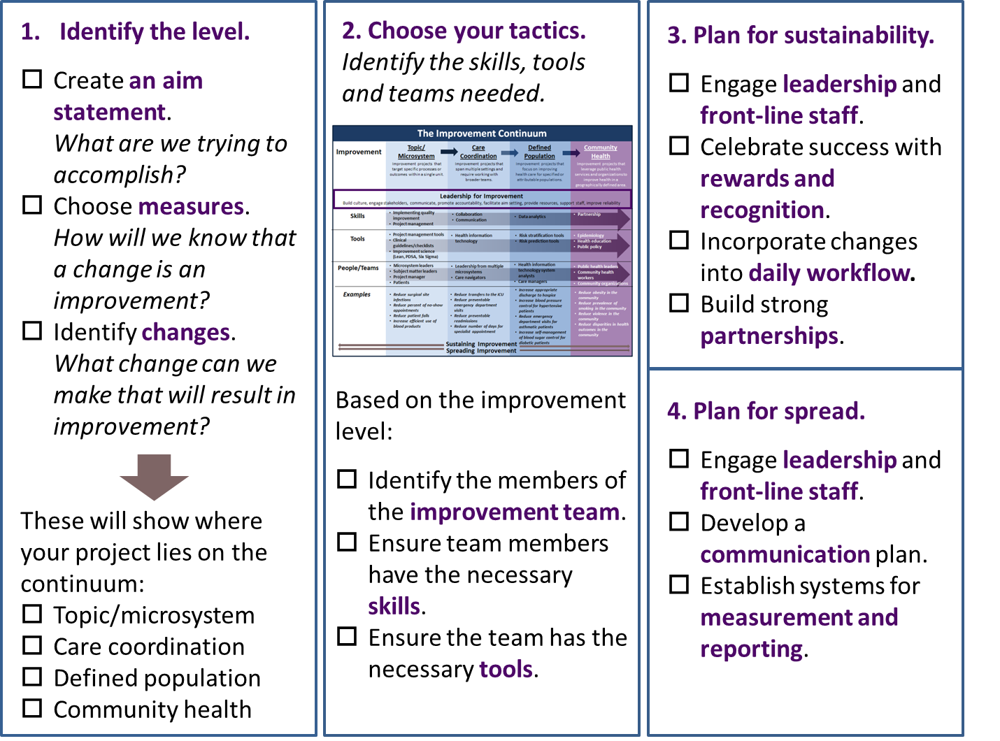 1. Identify the level.
☐ Create an aim
statement.
What are we trying to
accomplish?
☐ Choose measures.
How will we know that
a change is an
improvement?
☐ Identify changes.
What change can we
make that will result in
improvement?
These will show where
your project lies on the
continuum:
☐ Topic/microsystem
☐ Care coordination
☐ Defined population
☐ Community health
2. Choose your tactics.
Identify the skills, tools
and teams needed.
The Improvement Continuum
Improvement
Topic/
Microsystem
Improvement projects that
target specific processes or
outcomes within a single unit.
Care
Coordination
Improvement projects that
span multiple settings and
require working with
broader teams.
Defined
Population
Improvement projects that
focus on improving
health care for specified or
attributable populations.
Community
Health
Improvement projects that
leverage public health
services and organizations to
improve health in a
geographically defined area.
Leadership for Improvement
Build culture, engage stakeholders, communicate, promote accountability, facilitate aim setting, provide resources, support staff, improve reliability
Skills
• Implementing quality
improvement
• Project management
• Collaboration
• Communication
• Data analytics
• Partnership
Tools
• Project management tools
• Clinical
guidelines/checklists
• Improvement science
(Lean, PDSA, Six Sigma)
• Health information
technology
• Risk stratification tools
• Risk prediction tools
• Epidemiology
• Health education
• Public policy
People/Teams
• Microsystem leaders
• Subject matter leaders
• Project manager
• Patients
• Leadership from multiple
microsystems
• Care navigators
• Health information
technology system
analysts
• Care managers
• Public health leaders
• Community health
workers
• Community organizations
Examples
• Reduce surgical site
infections
• Reduce percent of no-show
appointments
• Reduce patient falls
• Increase efficient use of
blood products
• Reduce transfers to the ICU
• Reduce preventable
emergency department
visits
• Reduce preventable
readmissions
• Reduce number of days for
specialist appointment
• Increase appropriate
discharge to hospice
• Increase blood pressure
control for hypertensive
patients
• Reduce emergency
department visits for
asthmatic patients
• Increase self-management
of blood sugar control for
diabetic patients
• Reduce obesity in the
community
• Reduce prevalence of
smoking in the community
• Reduce violence in the
community
• Reduce disparities in health
outcomes in the
community
Sustaining Improvement
Spreading Improvement
Based on the improvement
level:
☐ Identify the members of
the improvement team.
☐ Ensure team members
have the necessary
skills.
☐ Ensure the team has the
necessary tools.
3. Plan for sustainability.
☐ Engage leadership and
front-line staff.
☐ Celebrate success with
rewards and
recognition.
☐ Incorporate changes
into daily workflow.
☐ Build strong
partnerships.
4. Plan for spread.
☐ Engage leadership and
front-line staff.
☐ Develop a
communication plan.
☐ Establish systems for
measurement and
reporting.